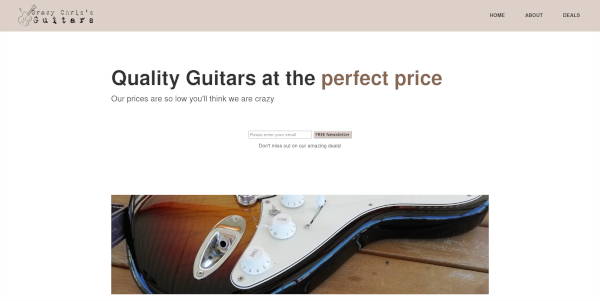 Crazy Chris's
Guitars
HOME ABOUT DEALS
Quality Guitars at the perfect price
Our prices are so low you'll think we are crazy
Please enter your email FREE Newsletter
Don't miss out on our amazing deals!